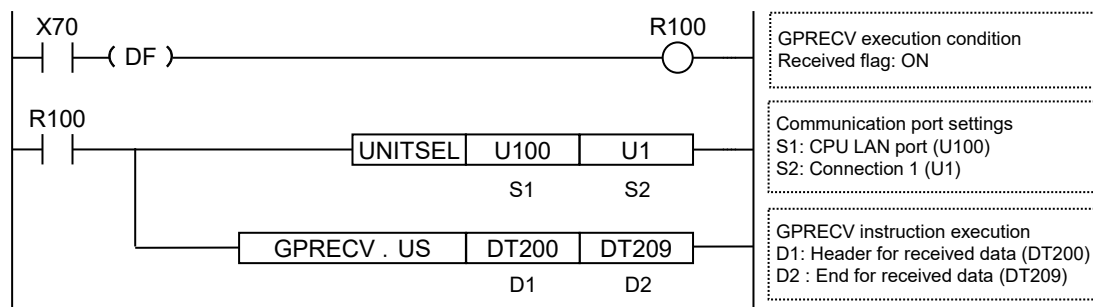 X70
( DF )
R100
GPRECV execution condition
Received flag: ON
R100
UNITSEL U100 U1
S1 S2
Communication port settings
S1: CPU LAN port (U100)
S2: Connection 1 (U1)
GPRECV . US DT200 DT209
D1 D2
GPRECV instruction execution
D1: Header for received data (DT200)
D2 : End for received data (DT209)